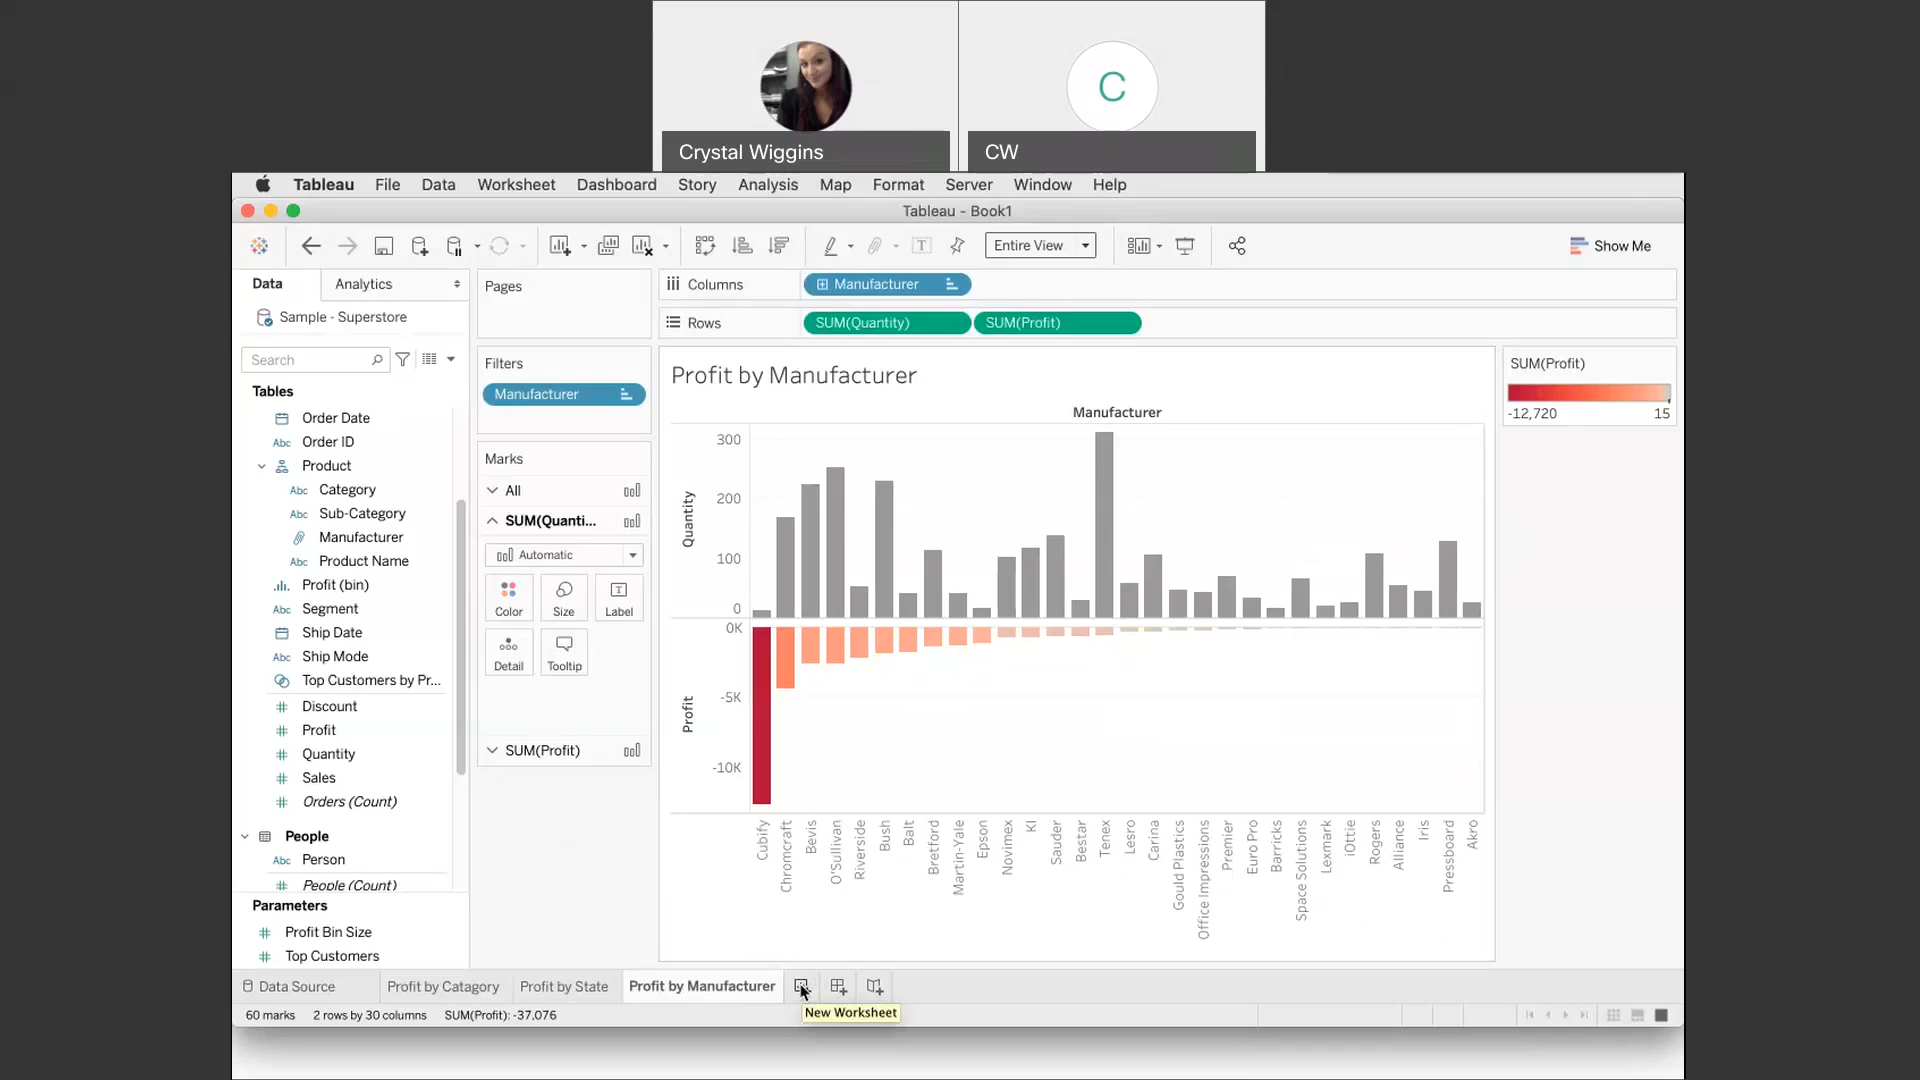 C
Crystal Wiggins
CW
Tableau File Data Worksheet Dashboard Story Analysis Map Format Server Window Help
Tableau - Book1
Entire View
Show Me
Data
Analytics
Sample - Superstore
Search
Tables
Order Date
Abc Order ID
Product
Abc Category
Abc Sub-Category
Manufacturer
Abc Product Name
Profit (bin)
Abc Segment
Ship Date
Abc Ship Mode
Top Customers by Pr...
# Discount
# Profit
# Quantity
# Sales
# Orders (Count)
People
Abc Person
# People (Count)
Parameters
# Profit Bin Size
# Top Customers
Pages
Filters
Manufacturer
Marks
All
SUM(Quanti...
Automatic
Color
Size
Label
Detail
Tooltip
SUM(Profit)
Columns
Manufacturer
Rows
SUM(Quantity)
SUM(Profit)
Profit by Manufacturer
Manufacturer
Quantity
300
200
100
0
Profit
0K
-5K
-10K
Cubify
Chromcraft
Bevis
O'Sullivan
Riverside
Bush
Balt
Bretford
Martin-Yale
Epson
Novimex
KI
Sauder
Bestar
Tenex
Lesro
Carina
Gould Plastics
Office Impressions
Premier
Euro Pro
Barricks
Space Solutions
Lexmark
iOttie
Rogers
Alliance
Iris
Pressboard
Akro
SUM(Profit)
-12,720 15
Data Source
Profit by Catagory
Profit by State
Profit by Manufacturer
New Worksheet
60 marks 2 rows by 30 columns SUM(Profit): -37,076